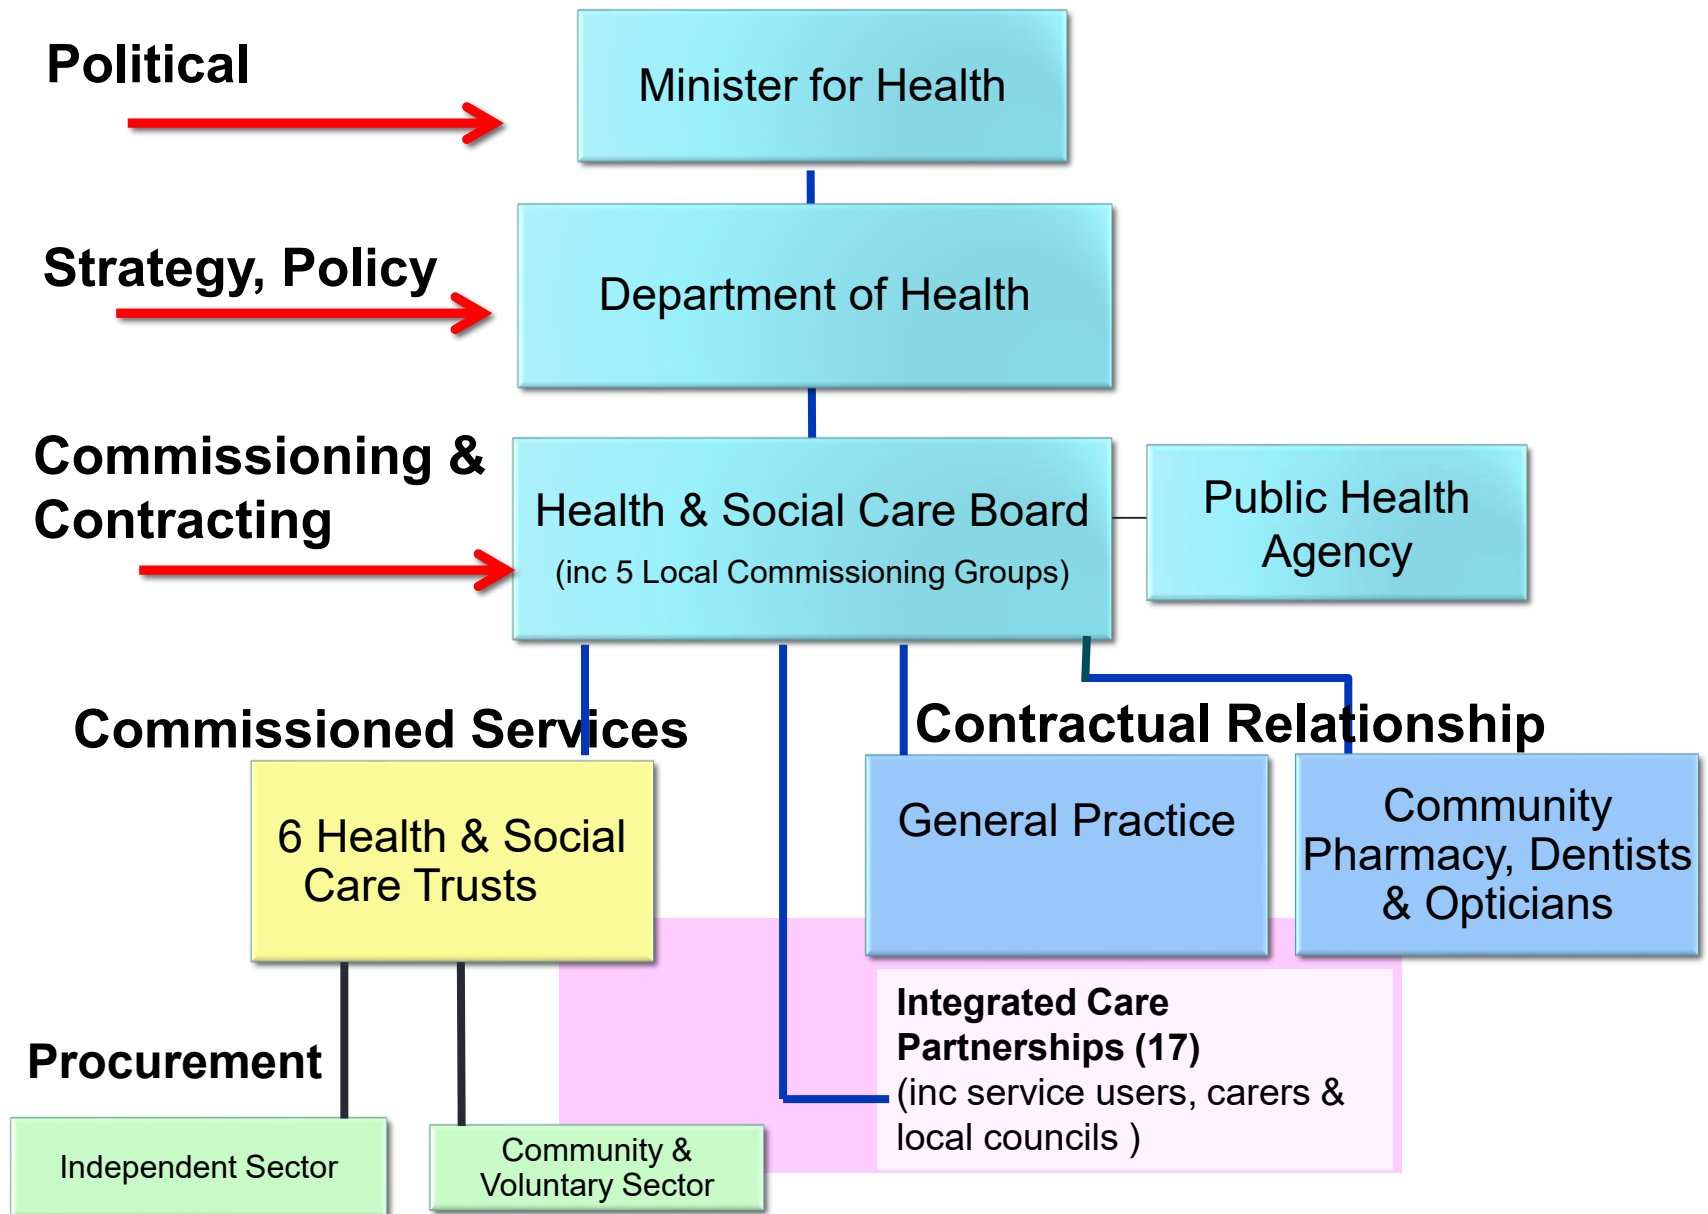 Political
Minister for Health
Strategy, Policy
Department of Health
Commissioning &
Contracting
Health & Social Care Board
(inc 5 Local Commissioning Groups)
Public Health
Agency
Commissioned Services
Contractual Relationship
6 Health & Social
Care Trusts
General Practice
Community
Pharmacy, Dentists
& Opticians
Integrated Care
Partnerships (17)
(inc service users, carers &
local councils )
Procurement
Independent Sector
Community &
Voluntary Sector